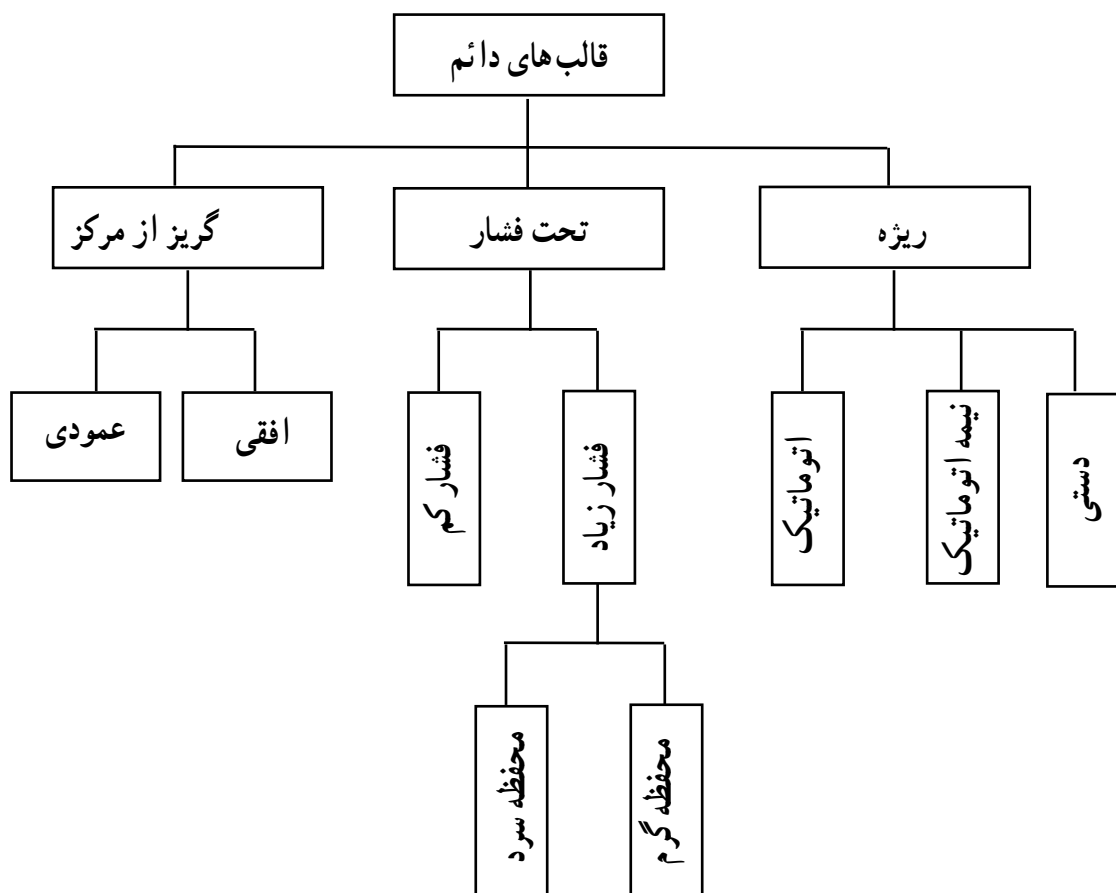 قالب‌های دائم
ریژه
تحت فشار
گریز از مرکز
دستی
نیمه اتوماتیک
اتوماتیک
فشار زیاد
فشار کم
افقی
عمودی
محفظه گرم
محفظه سرد